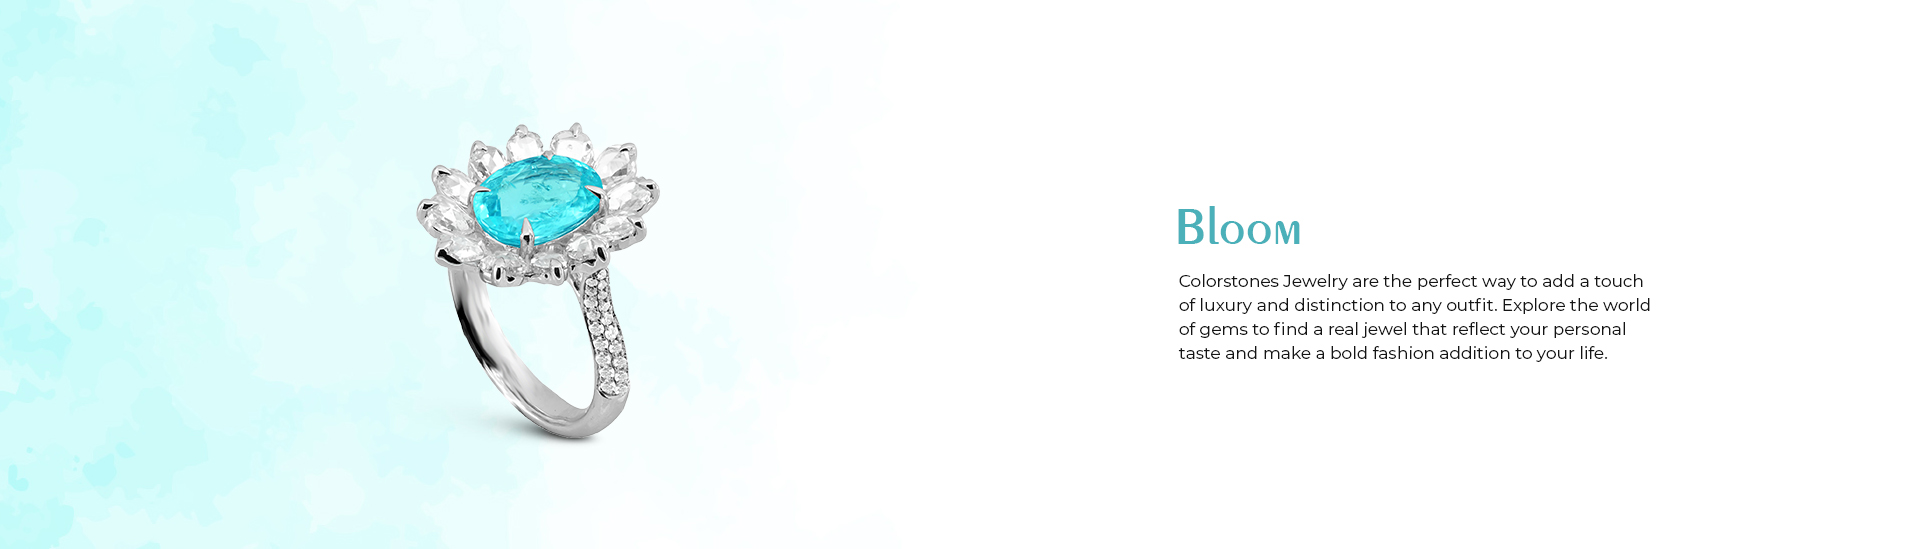 Bloom
Colorstones Jewelry are the perfect way to add a touch
of luxury and distinction to any outfit. Explore the world
of gems to find a real jewel that reflect your personal
taste and make a bold fashion addition to your life.